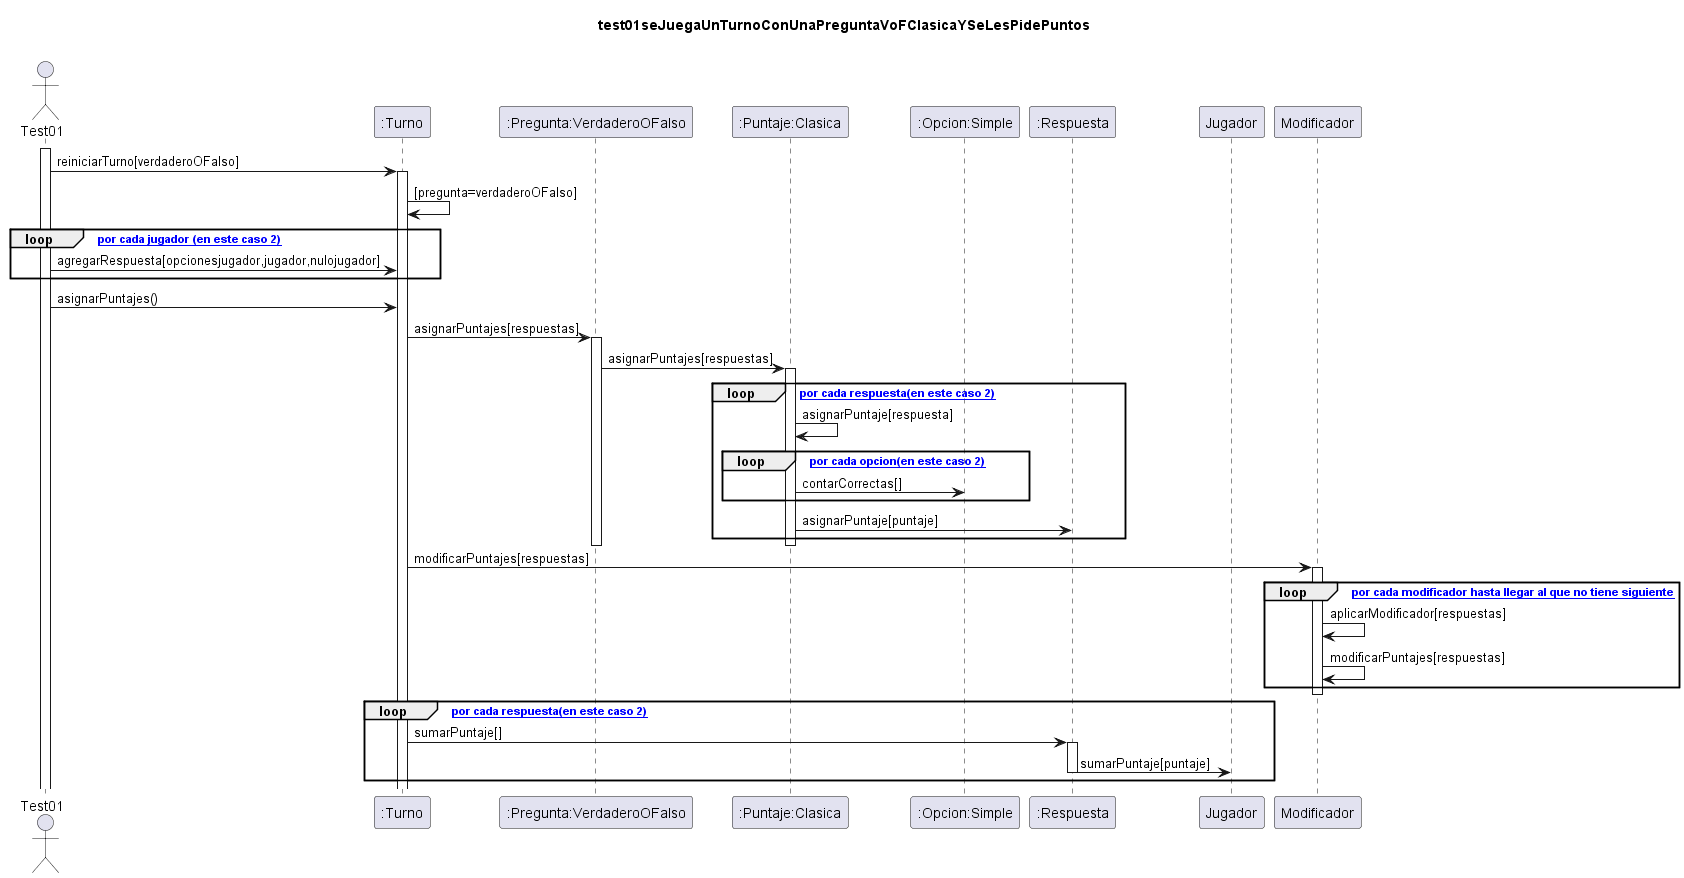 test01seJuegaUnTurnoConUnaPreguntaVoFClasicaYSeLesPidePuntos
Test01
:Turno
:Pregunta:VerdaderoOFalso
:Puntaje:Clasica
:Opcion:Simple
:Respuesta
Jugador
Modificador
reiniciarTurno[verdaderoOFalso]
[pregunta=verdaderoOFalso]
loop
por cada jugador (en este caso 2)
agregarRespuesta[opcionesjugador,jugador,nulojugador]
asignarPuntajes()
asignarPuntajes[respuestas]
asignarPuntajes[respuestas]
loop
por cada respuesta(en este caso 2)
asignarPuntaje[respuesta]
loop
por cada opcion(en este caso 2)
contarCorrectas[]
asignarPuntaje[puntaje]
modificarPuntajes[respuestas]
loop
por cada modificador hasta llegar al que no tiene siguiente
aplicarModificador[respuestas]
modificarPuntajes[respuestas]
loop
por cada respuesta(en este caso 2)
sumarPuntaje[]
sumarPuntaje[puntaje]
Test01
:Turno
:Pregunta:VerdaderoOFalso
:Puntaje:Clasica
:Opcion:Simple
:Respuesta
Jugador
Modificador